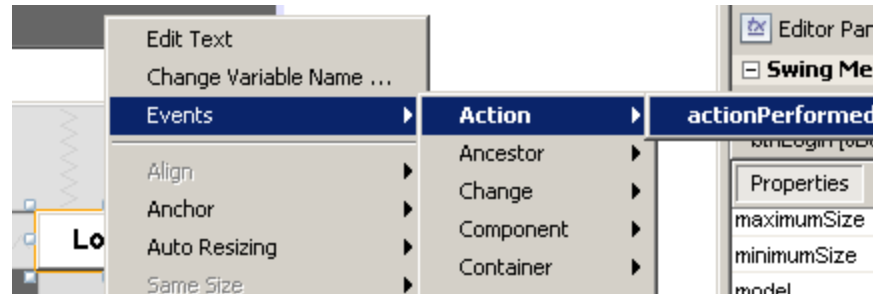 Edit Text
Change Variable Name ...
Events
Align
Anchor
Auto Resizing
Same Size
Action
Ancestor
Change
Component
Container
actionPerformed
Lo
Editor Par
Swing Me
Properties
maximumSize
minimumSize
model